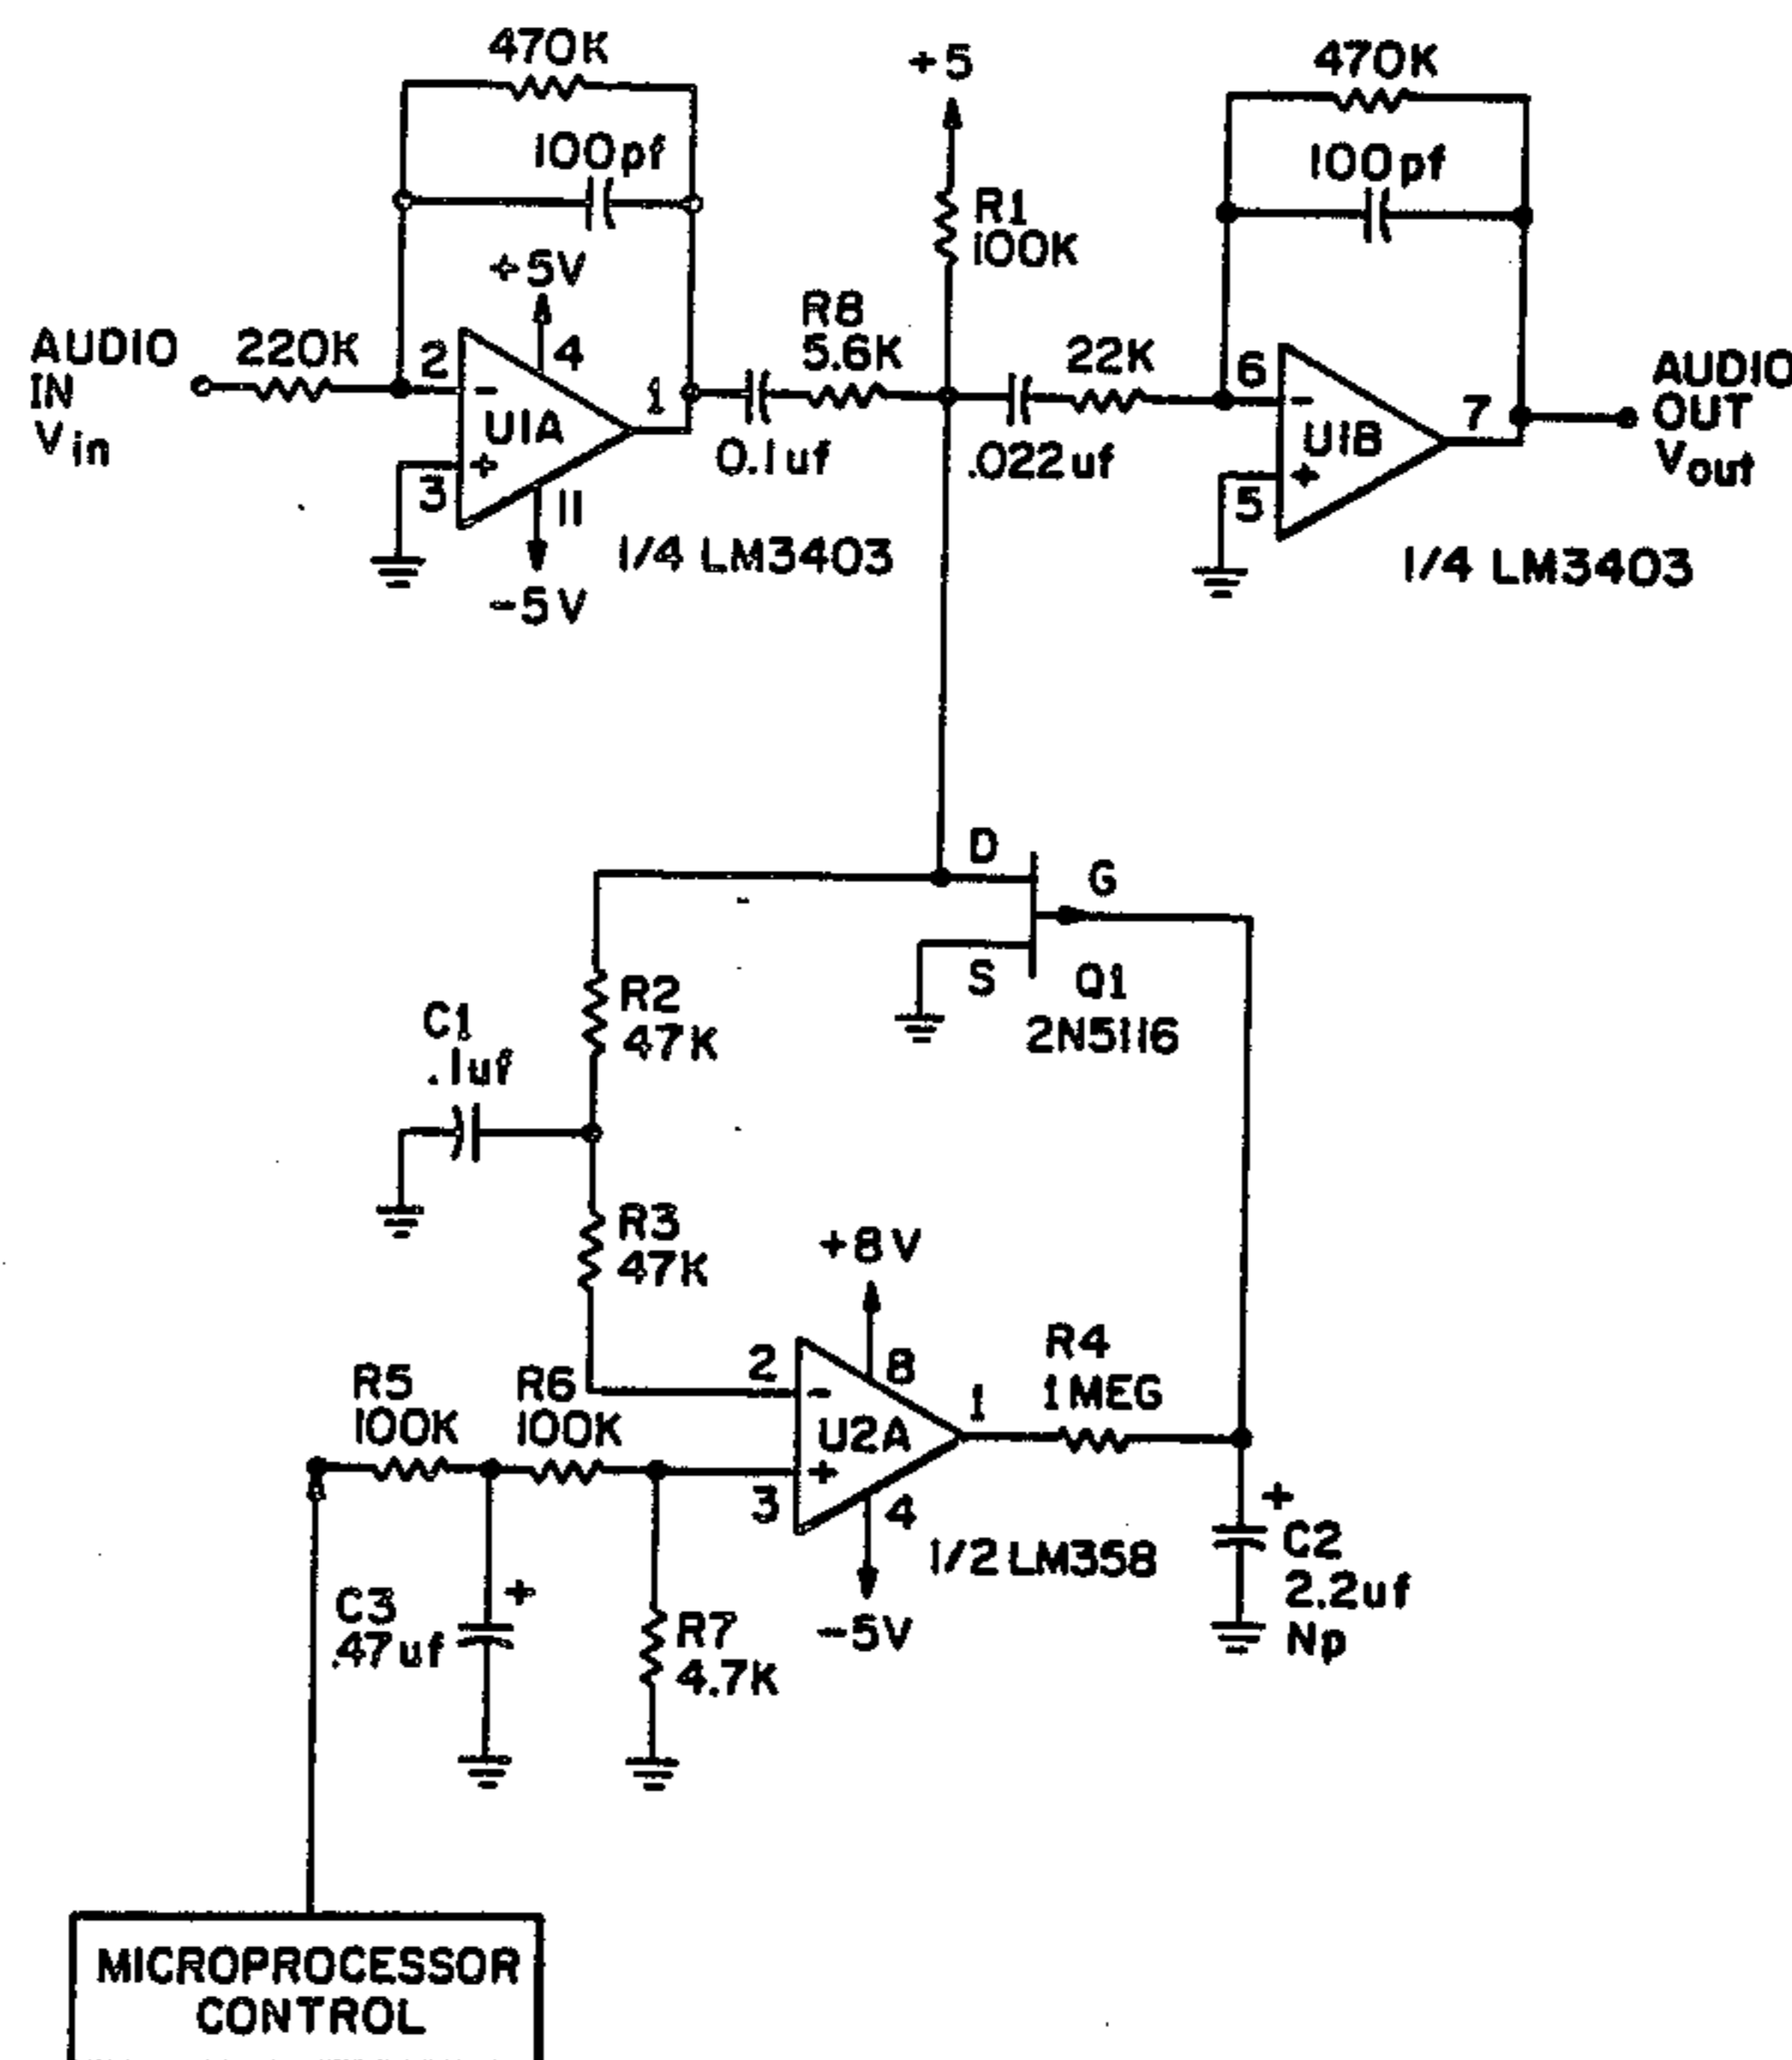 470K
100pf
+5V
AUDIO
IN
Vin
220K
2
4
1
U1A
-
+
3
11
-5V
1/4 LM3403
0.1uf
R8
5.6K
+5
R1
100K
.022uf
22K
470K
100pf
6
-
U1B
+
5
7
1/4 LM3403
AUDIO
OUT
Vout
D
G
S
Q1
2N5116
R2
47K
C1
.1uf
R3
47K
+8V
2
8
-
U2A
+
3
4
1
-5V
1/2 LM358
R4
1MEG
R5
100K
R6
100K
C3
.47uf
+
R7
4.7K
+
C2
2.2uf
Np
MICROPROCESSOR
CONTROL